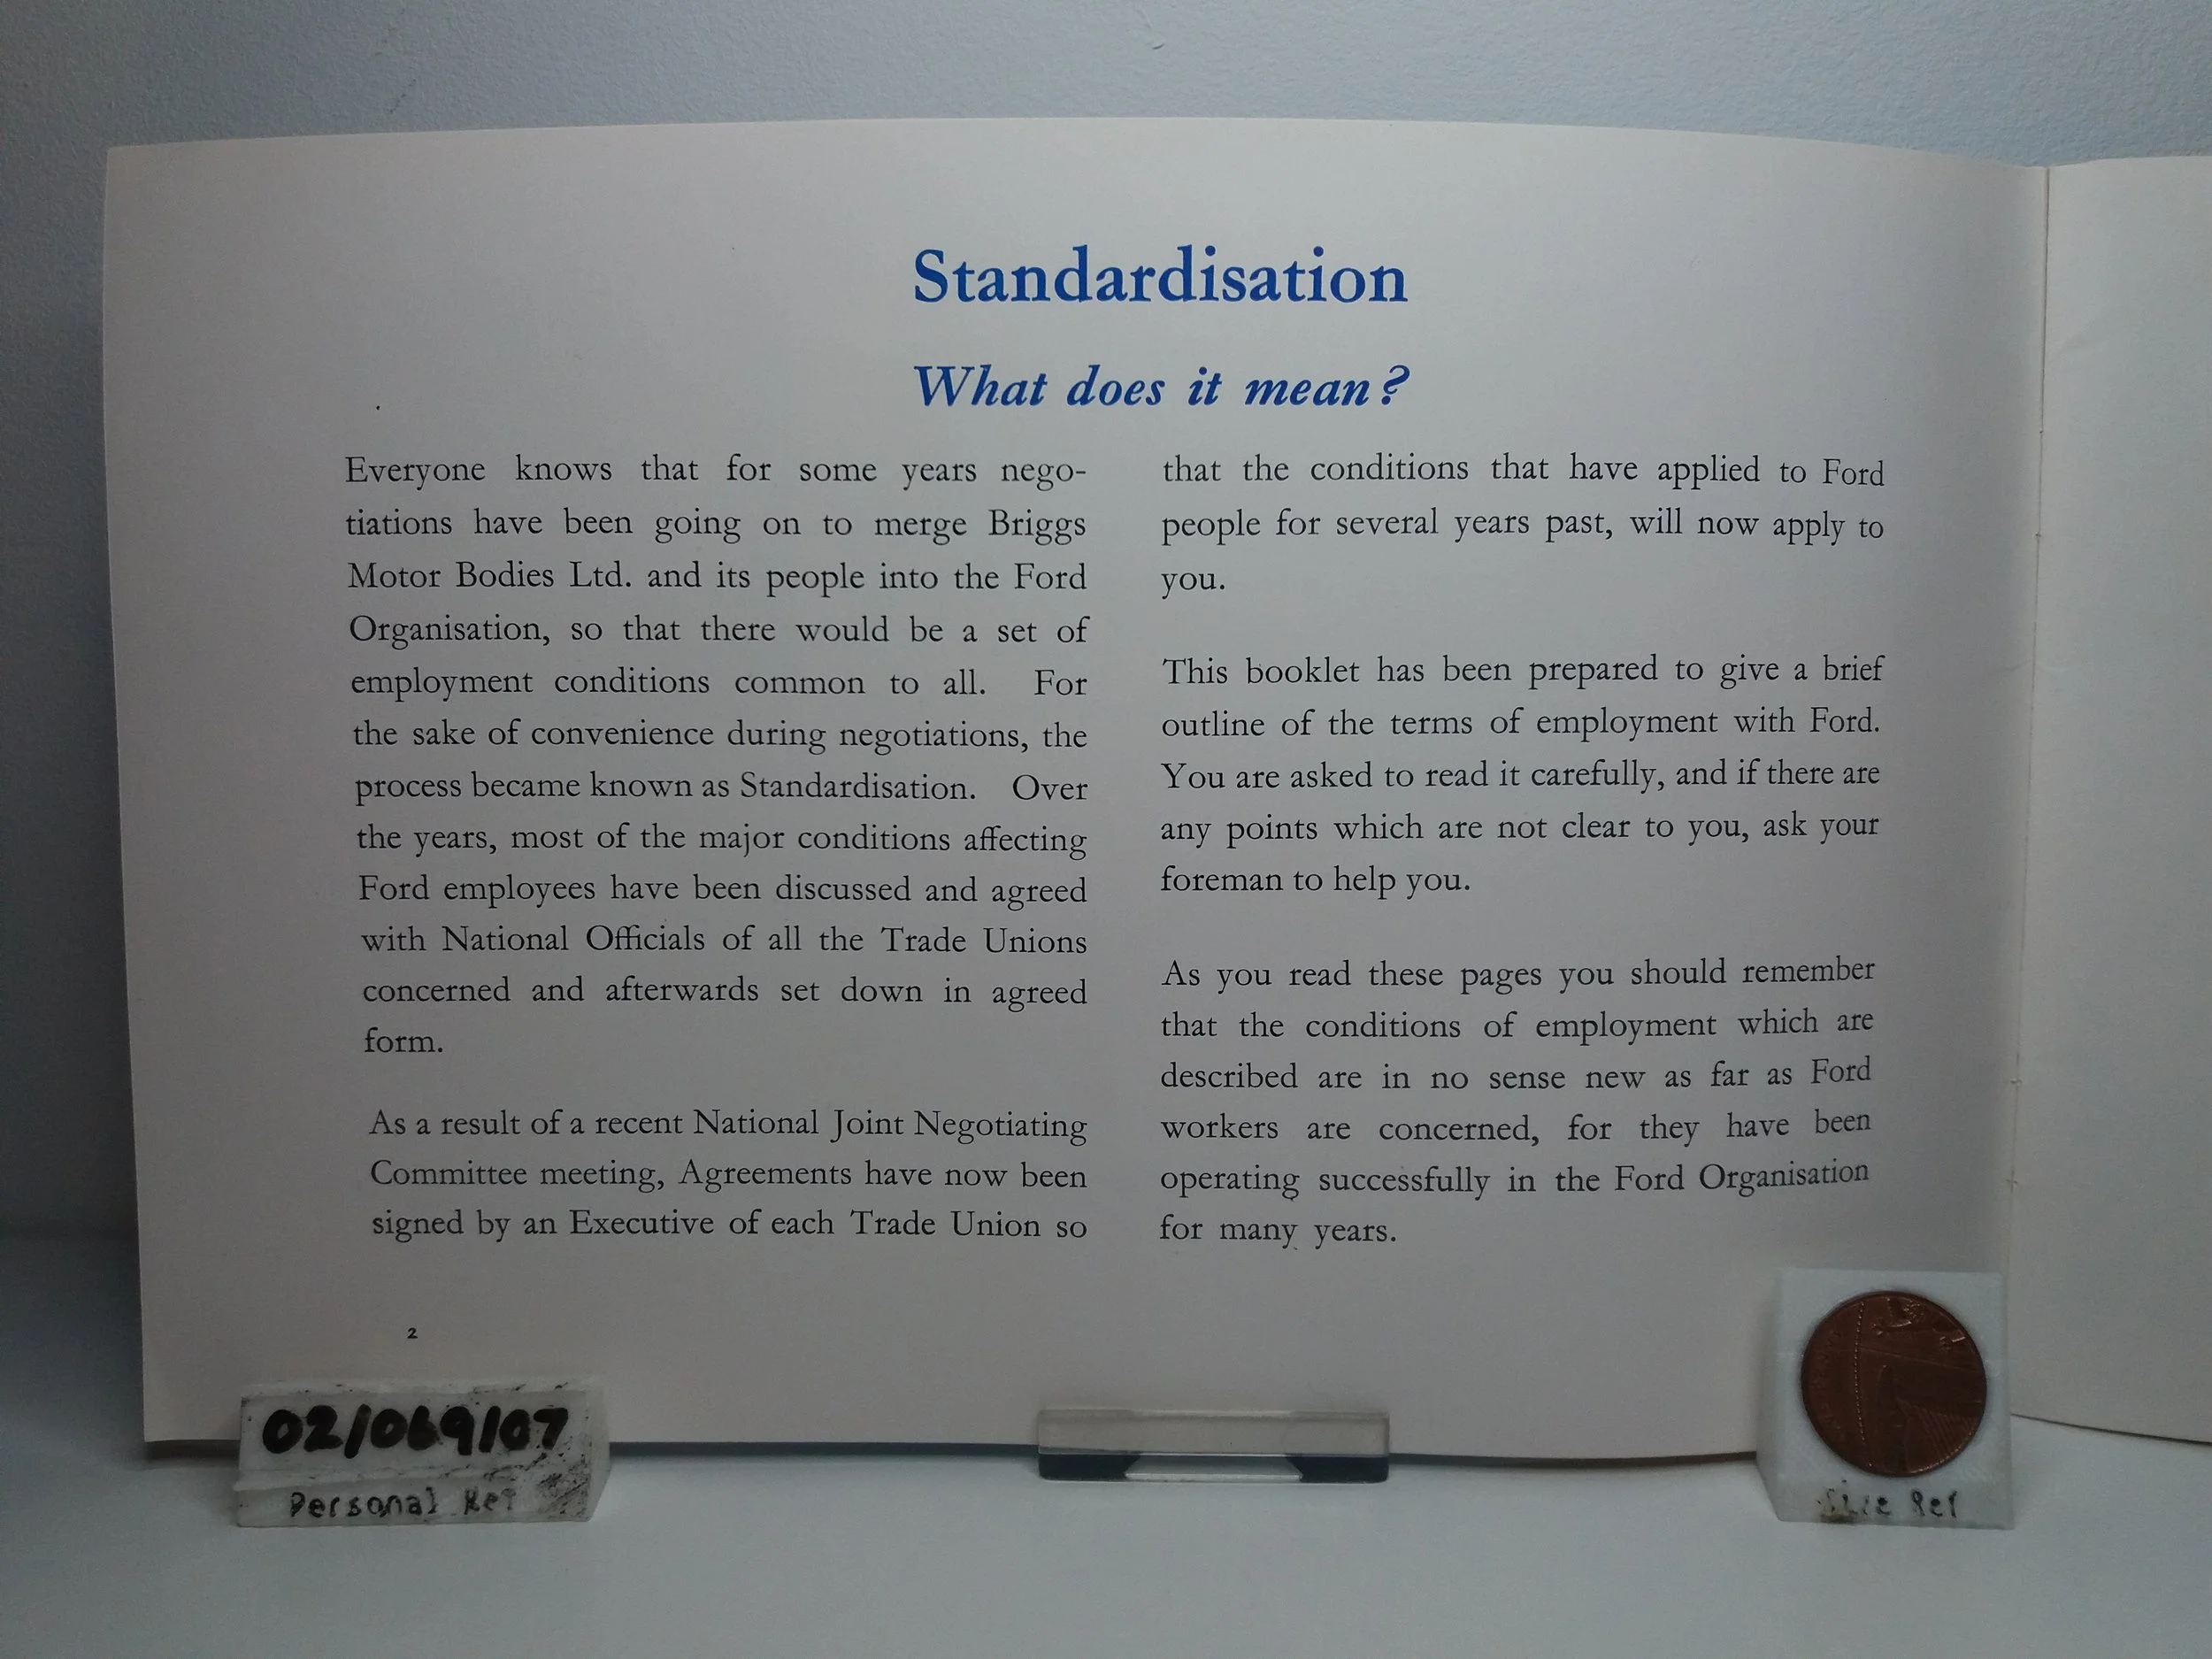 Standardisation
What does it mean?
Everyone knows that for some years nego-
tiations have been going on to merge Briggs
Motor Bodies Ltd. and its people into the Ford
Organisation, so that there would be a set of
employment conditions common to all. For
the sake of convenience during negotiations, the
process became known as Standardisation. Over
the years, most of the major conditions affecting
Ford employees have been discussed and agreed
with National Officials of all the Trade Unions
concerned and afterwards set down in agreed
form.
As a result of a recent National Joint Negotiating
Committee meeting, Agreements have now been
signed by an Executive of each Trade Union so
that the conditions that have applied to Ford
people for several years past, will now apply to
you.
This booklet has been prepared to give a brief
outline of the terms of employment with Ford.
You are asked to read it carefully, and if there are
any points which are not clear to you, ask your
foreman to help you.
As you read these pages you should remember
that the conditions of employment which are
described are in no sense new as far as Ford
workers are concerned, for they have been
operating successfully in the Ford Organisation
for many years.
2
02/069/07
Personal Ref
Size Ref